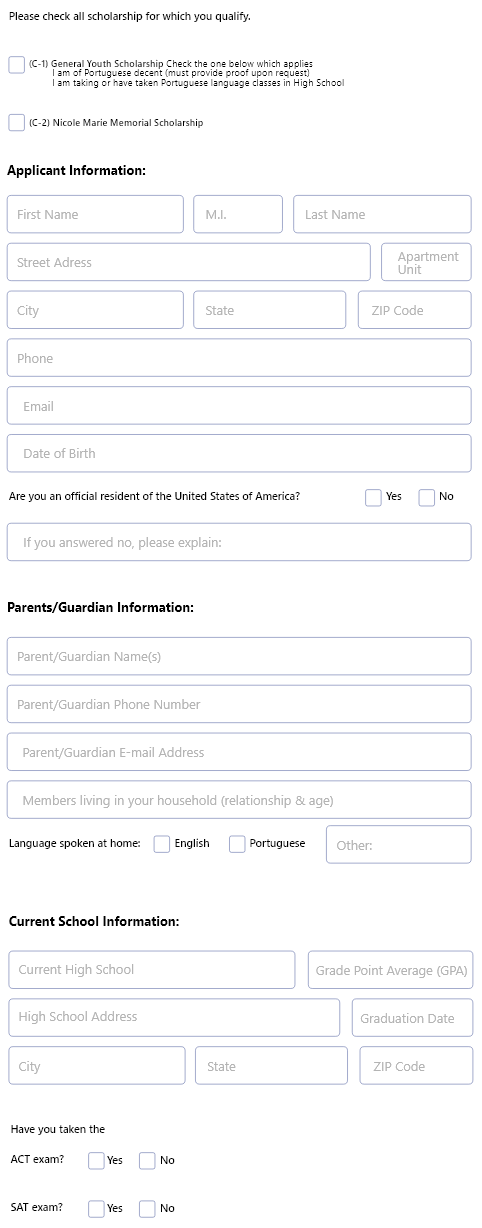 Please check all scholarship for which you qualify.
(C-1) General Youth Scholarship Check the one below which applies
I am of Portuguese decent (must provide proof upon request)
I am taking or have taken Portuguese language classes in High School
(C-2) Nicole Marie Memorial Scholarship
Applicant Information:
First Name M.I. Last Name
Street Adress Apartment Unit
City State ZIP Code
Phone
Email
Date of Birth
Are you an official resident of the United States of America? Yes No
If you answered no, please explain:
Parents/Guardian Information:
Parent/Guardian Name(s)
Parent/Guardian Phone Number
Parent/Guardian E-mail Address
Members living in your household (relationship & age)
Language spoken at home: English Portuguese Other:
Current School Information:
Current High School Grade Point Average (GPA)
High School Address Graduation Date
City State ZIP Code
Have you taken the
ACT exam? Yes No
SAT exam? Yes No